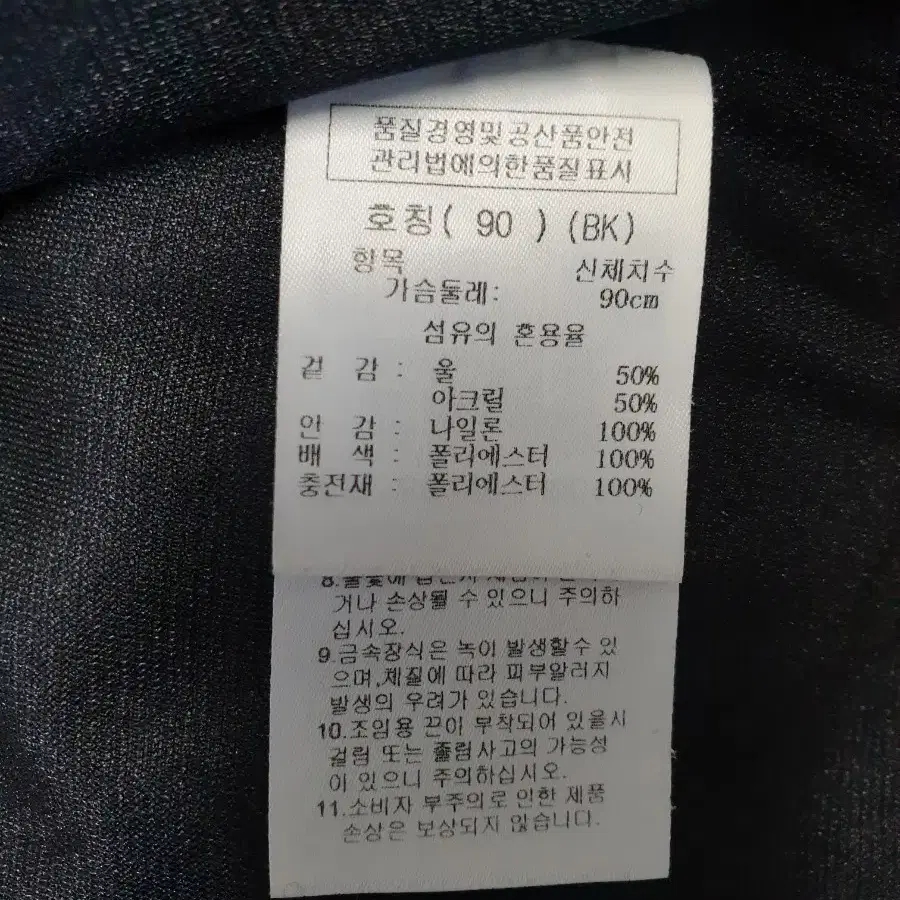 품질경영및공산품안전
관리법에의한품질표시
호칭( 90 ) (BK)
항목 신체치수
가슴둘레: 90cm
섬유의 혼용율
겉 감 : 울 50%
아크릴 50%
안 감 : 나일론 100%
배 색 : 폴리에스터 100%
충전재 : 폴리에스터 100%
8.불꽃에
거나 손상될 수 있으니 주의하
십시오.
9.금속장식은 녹이 발생할수 있
으며,체질에 따라 피부알러지
발생의 우려가 있습니다.
10.조임용 끈이 부착되어 있을시
걸림 또는 졸림사고의 가능성
이 있으니 주의하십시오.
11.소비자 부주의로 인한 제품
손상은 보상되지 않습니다.